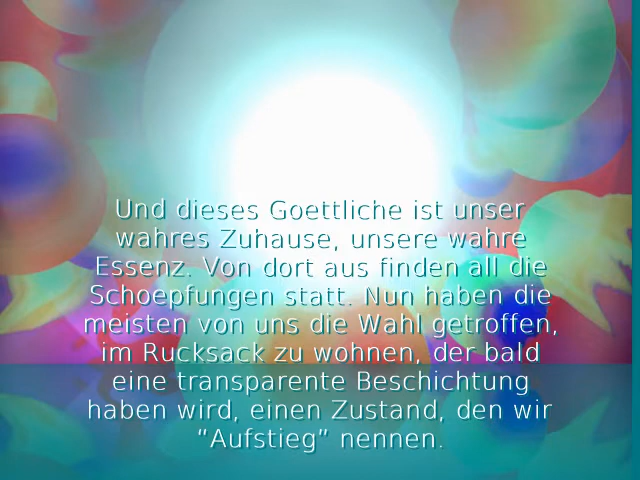 Und dieses Goettliche ist unser
wahres Zuhause, unsere wahre
Essenz. Von dort aus finden all die
Schoepfungen statt. Nun haben die
meisten von uns die Wahl getroffen,
im Rucksack zu wohnen, der bald
eine transparente Beschichtung
haben wird, einen Zustand, den wir
“Aufstieg” nennen.